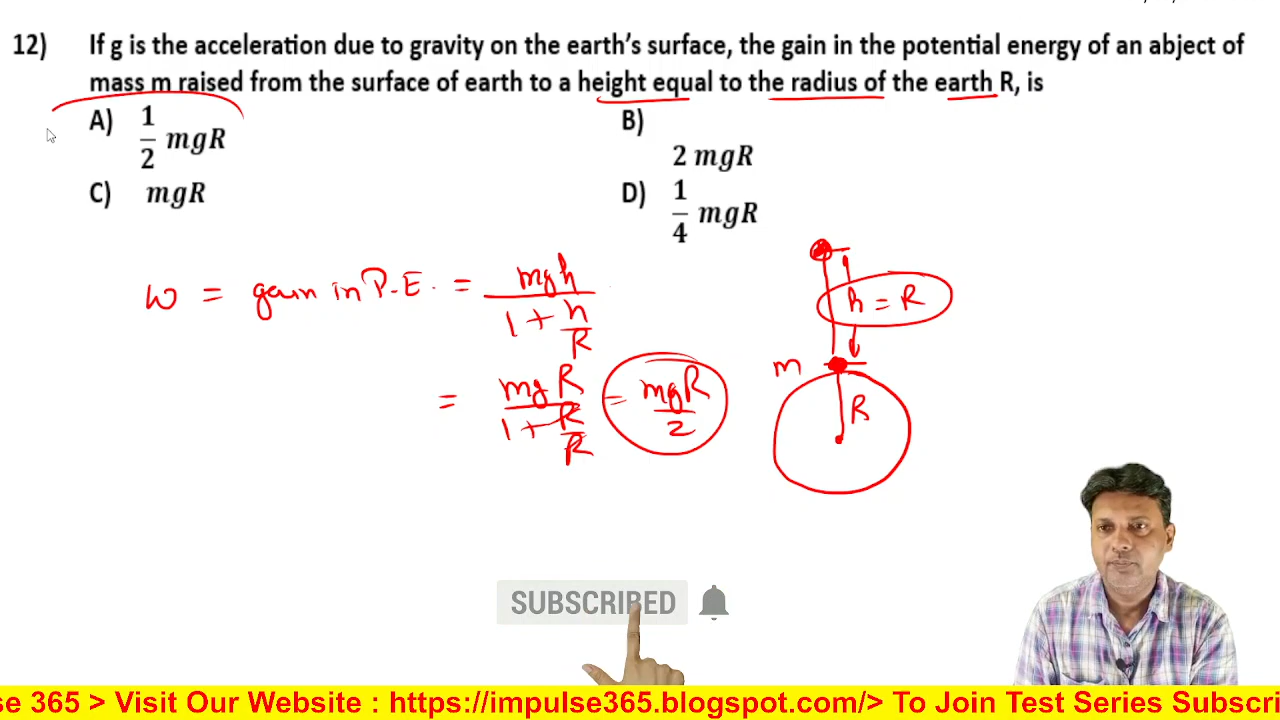 12) If g is the acceleration due to gravity on the earth's surface, the gain in the potential energy of an abject of
mass m raised from the surface of earth to a height equal to the radius of the earth R, is
A) 1/2 mgR
B) 2 mgR
C) mgR
D) 1/4 mgR
W = gain in P.E. = mgh / (1 + h/R)
= mgR / (1 + R/R) = mgR/2
h = R
m
R
SUBSCRIBED
se 365 > Visit Our Website : https://impulse365.blogspot.com/> To Join Test Series Subscri